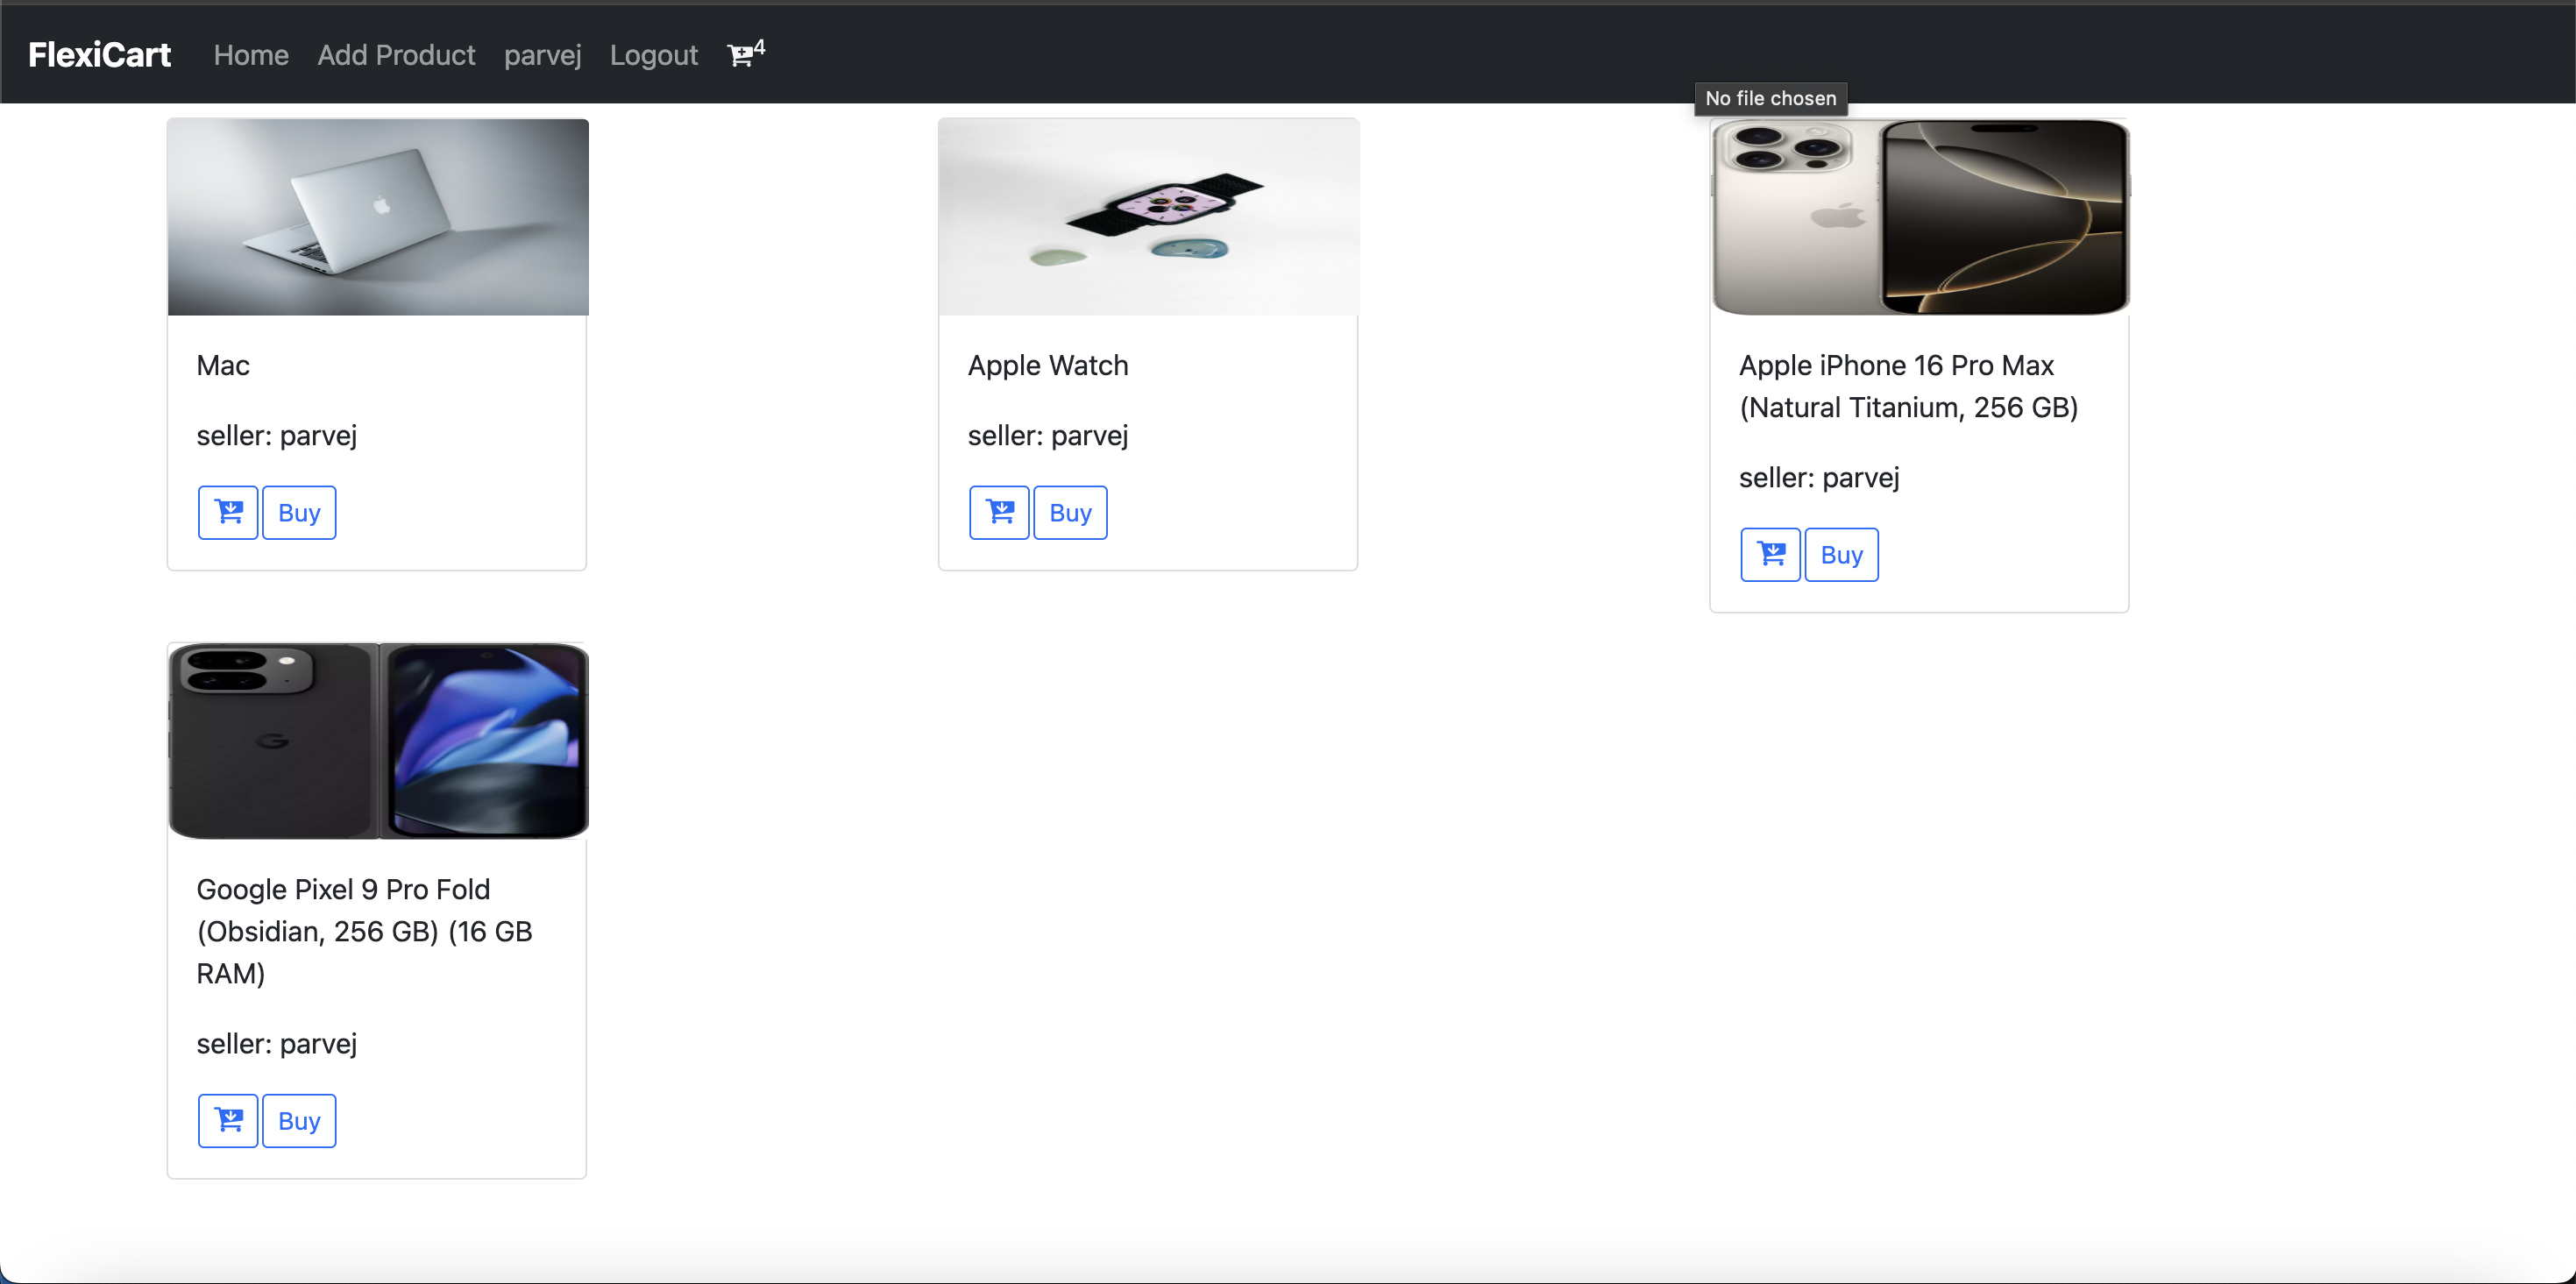 FlexiCart Home Add Product parvej Logout 4
No file chosen
Mac
seller: parvej
Buy
Apple Watch
seller: parvej
Buy
Apple iPhone 16 Pro Max
(Natural Titanium, 256 GB)
seller: parvej
Buy
Google Pixel 9 Pro Fold
(Obsidian, 256 GB) (16 GB
RAM)
seller: parvej
Buy